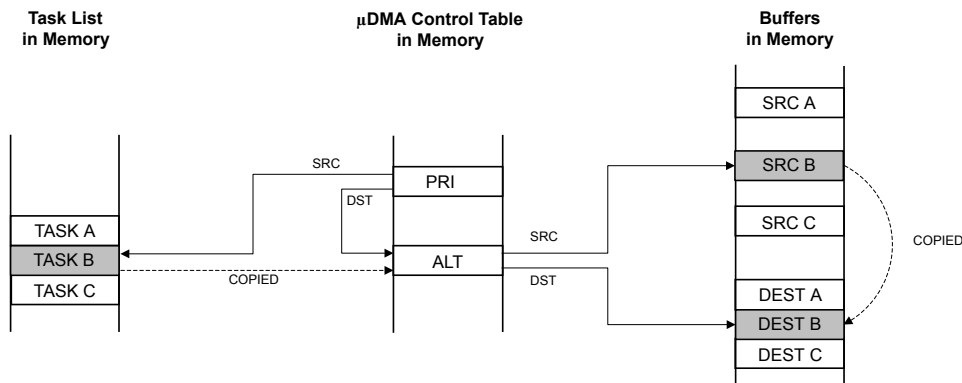 Task List
in Memory
µDMA Control Table
in Memory
Buffers
in Memory
SRC A
SRC
SRC B
PRI
DST
SRC C
TASK A
SRC
COPIED
TASK B
ALT
COPIED
DST
TASK C
DEST A
DEST B
DEST C